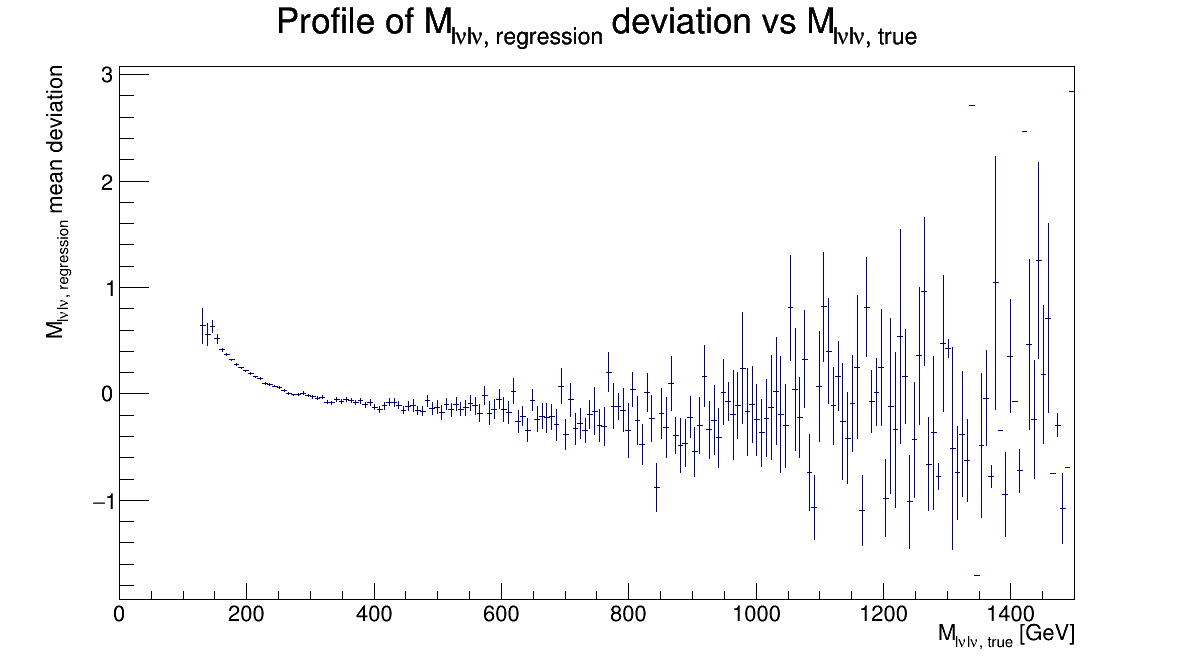 Profile of M_lνlν, regression deviation vs M_lνlν, true
M_lνlν, regression mean deviation
3
2
1
0
−1
0 200 400 600 800 1000 1200 1400
M_lνlν, true [GeV]